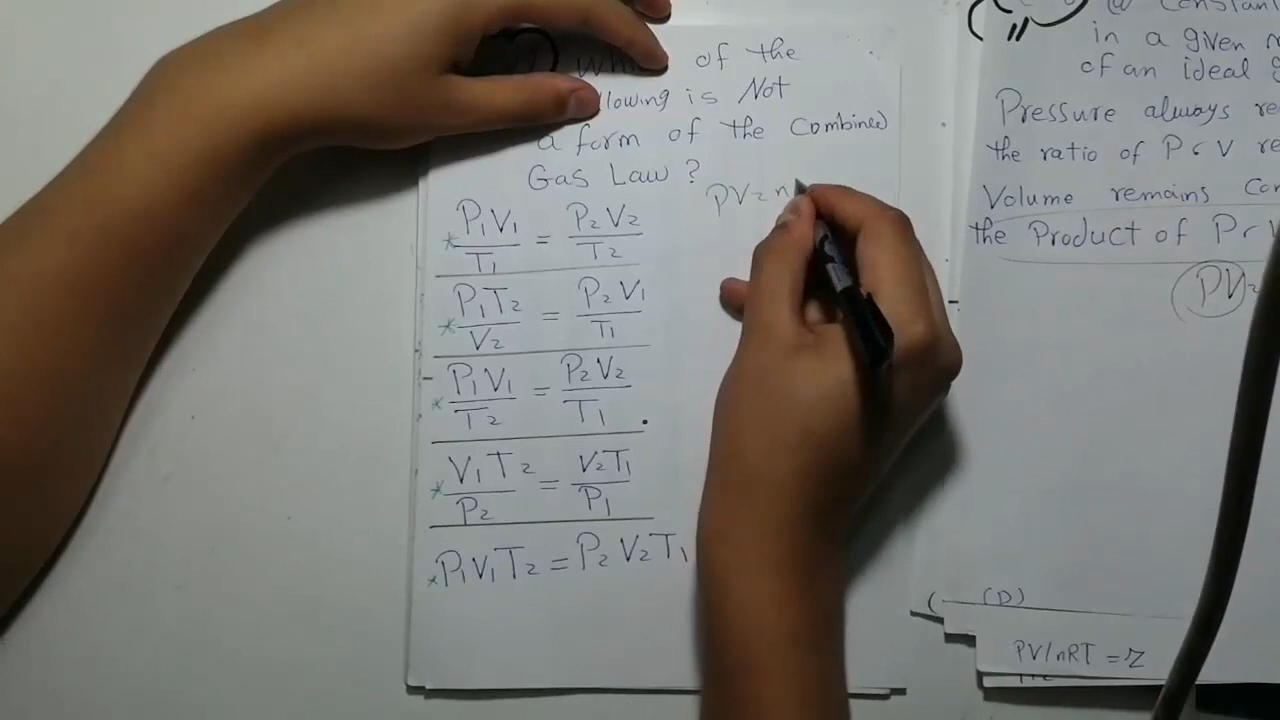 of the
is Not
a form of the Combined
Gas Law ?
PV= n
* P₁V₁/T₁ = P₂V₂/T₂
* P₁T₂/V₂ = P₂V₁/T₁
* P₁V₁/T₂ = P₂V₂/T₁ .
* V₁T₂/P₂ = V₂T₁/P₁
* P₁V₁T₂ = P₂V₂T₁
@
in a given
of an ideal
Pressure always
the ratio of P r V
Volume remains
the Product of P r
PV=
(D)
PV/nRT = Z